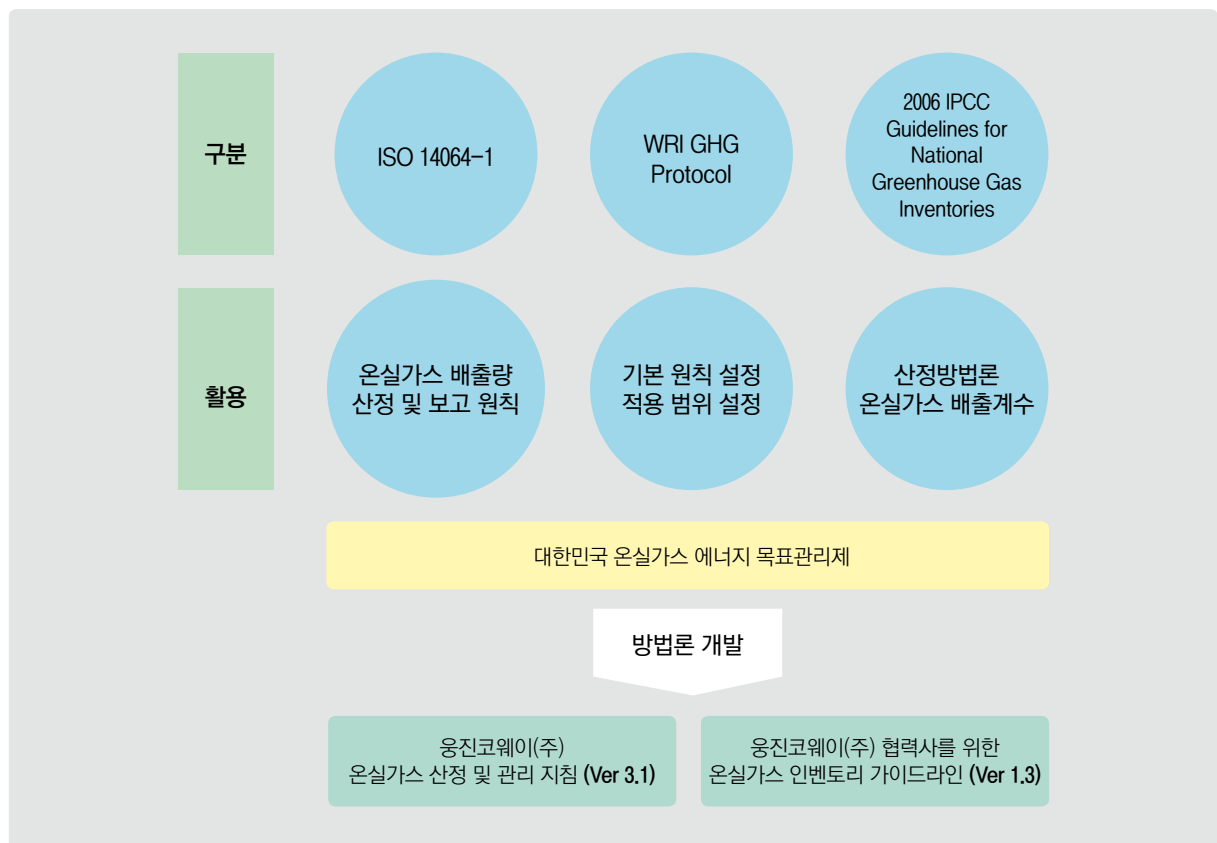 구분
ISO 14064-1
WRI GHG
Protocol
2006 IPCC
Guidelines for
National
Greenhouse Gas
Inventories
활용
온실가스 배출량
산정 및 보고 원칙
기본 원칙 설정
적용 범위 설정
산정방법론
온실가스 배출계수
대한민국 온실가스 에너지 목표관리제
방법론 개발
웅진코웨이(주)
온실가스 산정 및 관리 지침 (Ver 3.1)
웅진코웨이(주) 협력사를 위한
온실가스 인벤토리 가이드라인 (Ver 1.3)